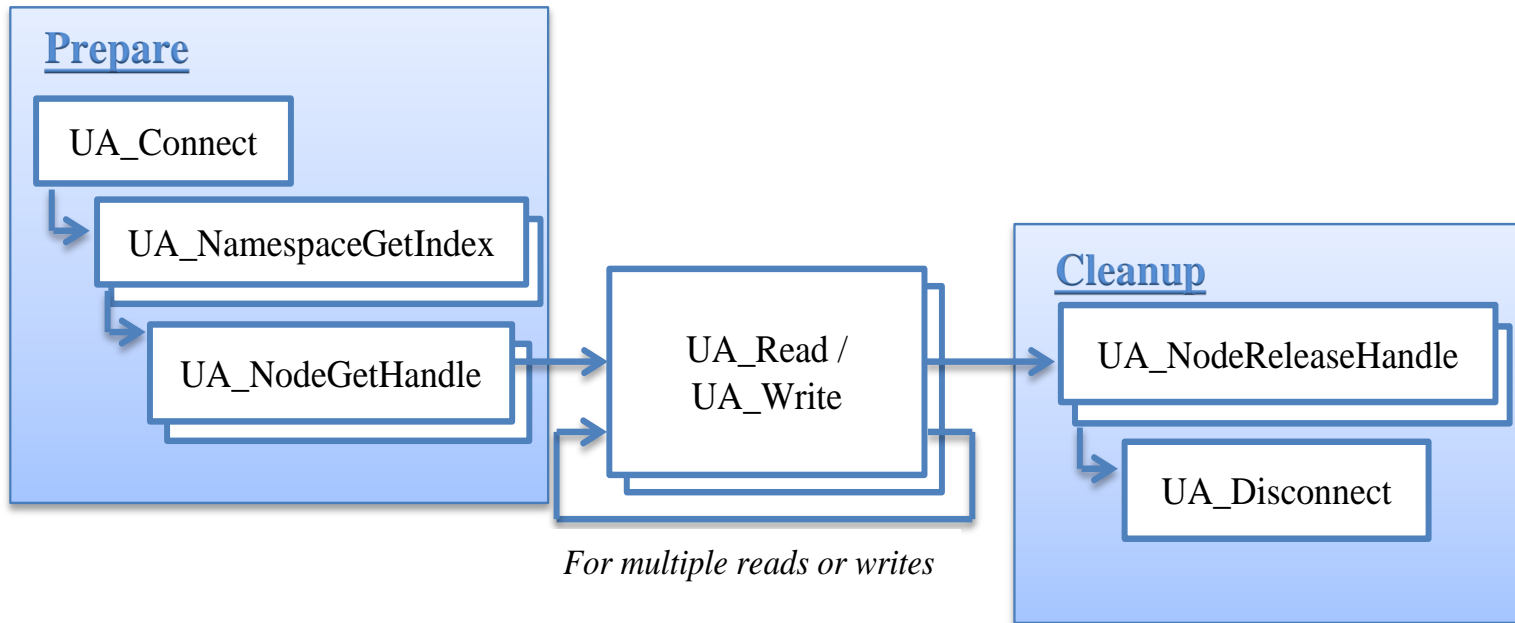 Prepare
UA_Connect
UA_NamespaceGetIndex
UA_NodeGetHandle
UA_Read /
UA_Write
For multiple reads or writes
Cleanup
UA_NodeReleaseHandle
UA_Disconnect